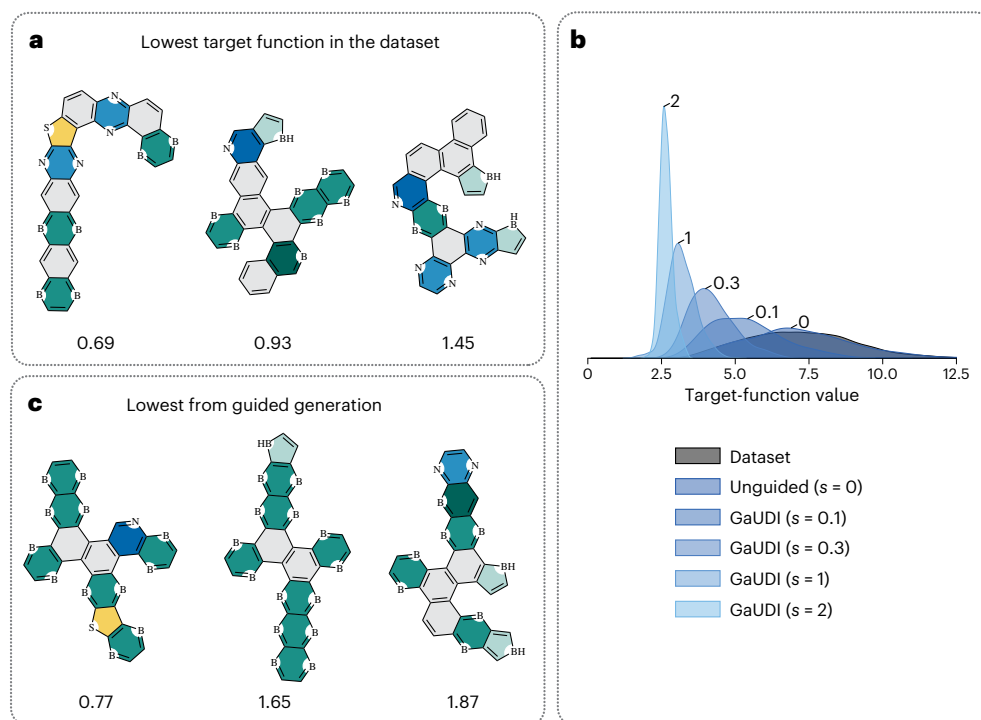 a
Lowest target function in the dataset
N
N
S
N
N
B
B
B
B
B
B
0.69
N
BH
B
B
B
B
B
0.93
BH
N
B
B
N
N
H
B
N
N
1.45
b
2
1
0.3
0.1
0
0
2.5
5.0
7.5
10.0
12.5
Target-function value
Dataset
Unguided (s = 0)
GaUDI (s = 0.1)
GaUDI (s = 0.3)
GaUDI (s = 1)
GaUDI (s = 2)
c
Lowest from guided generation
B
B
B
B
B
B
N
B
B
B
B
S
B
B
0.77
HB
B
B
B
B
B
B
B
B
B
B
B
B
B
B
1.65
N
N
B
B
B
B
B
BH
B
B
BH
1.87